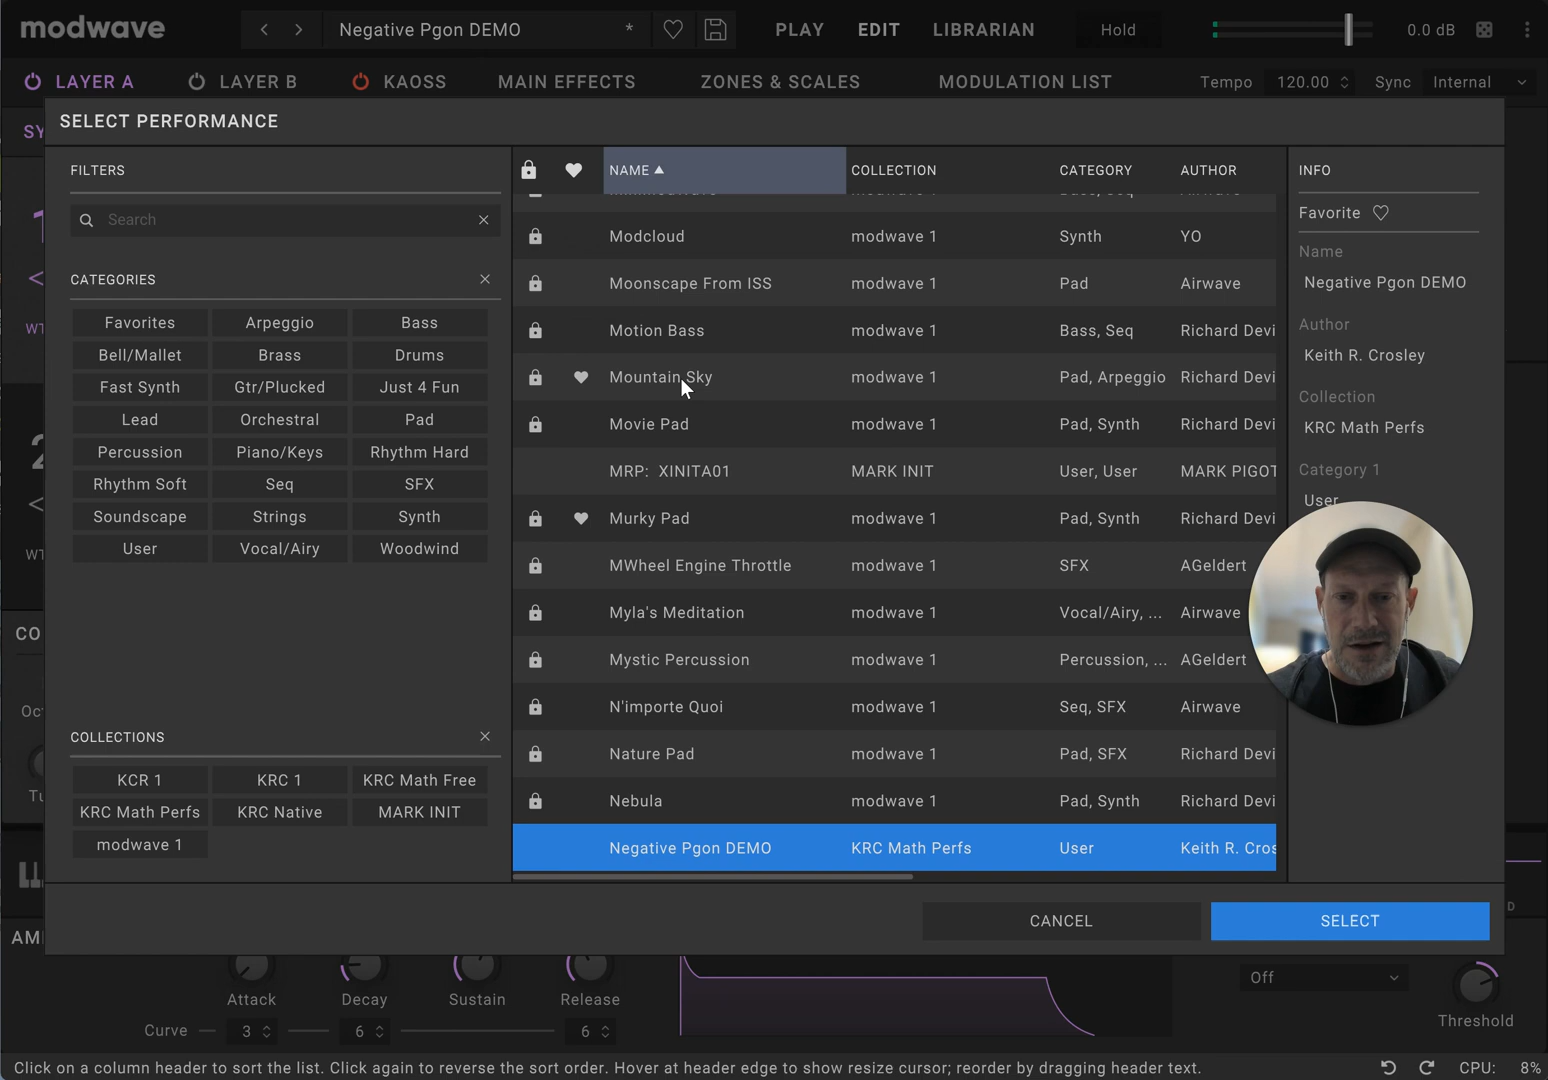 modwave
Negative Pgon DEMO *
PLAY EDIT LIBRARIAN Hold 0.0 dB
LAYER A LAYER B KAOSS MAIN EFFECTS ZONES & SCALES MODULATION LIST Tempo 120.00 Sync Internal
SY
SELECT PERFORMANCE
FILTERS
Search
CATEGORIES
Favorites Arpeggio Bass
Bell/Mallet Brass Drums
Fast Synth Gtr/Plucked Just 4 Fun
Lead Orchestral Pad
Percussion Piano/Keys Rhythm Hard
Rhythm Soft Seq SFX
Soundscape Strings Synth
User Vocal/Airy Woodwind
COLLECTIONS
KCR 1 KRC 1 KRC Math Free
KRC Math Perfs KRC Native MARK INIT
modwave 1
NAME COLLECTION CATEGORY AUTHOR
Modcloud modwave 1 Synth YO
Moonscape From ISS modwave 1 Pad Airwave
Motion Bass modwave 1 Bass, Seq Richard Devi
Mountain Sky modwave 1 Pad, Arpeggio Richard Devi
Movie Pad modwave 1 Pad, Synth Richard Devi
MRP: XINITA01 MARK INIT User, User MARK PIGOT
Murky Pad modwave 1 Pad, Synth Richard Devi
MWheel Engine Throttle modwave 1 SFX AGeldert
Myla's Meditation modwave 1 Vocal/Airy, ... Airwave
Mystic Percussion modwave 1 Percussion, ... AGeldert
N'importe Quoi modwave 1 Seq, SFX Airwave
Nature Pad modwave 1 Pad, SFX Richard Devi
Nebula modwave 1 Pad, Synth Richard Devi
Negative Pgon DEMO KRC Math Perfs User Keith R. Cros
INFO
Favorite
Name
Negative Pgon DEMO
Author
Keith R. Crosley
Collection
KRC Math Perfs
Category 1
User
CANCEL SELECT
WT
WT
CO
Oct
Tu
AM
Attack Decay Sustain Release
Curve 3 6 6
Off
Threshold
Click on a column header to sort the list. Click again to reverse the sort order. Hover at header edge to show resize cursor; reorder by dragging header text.
CPU: 8%